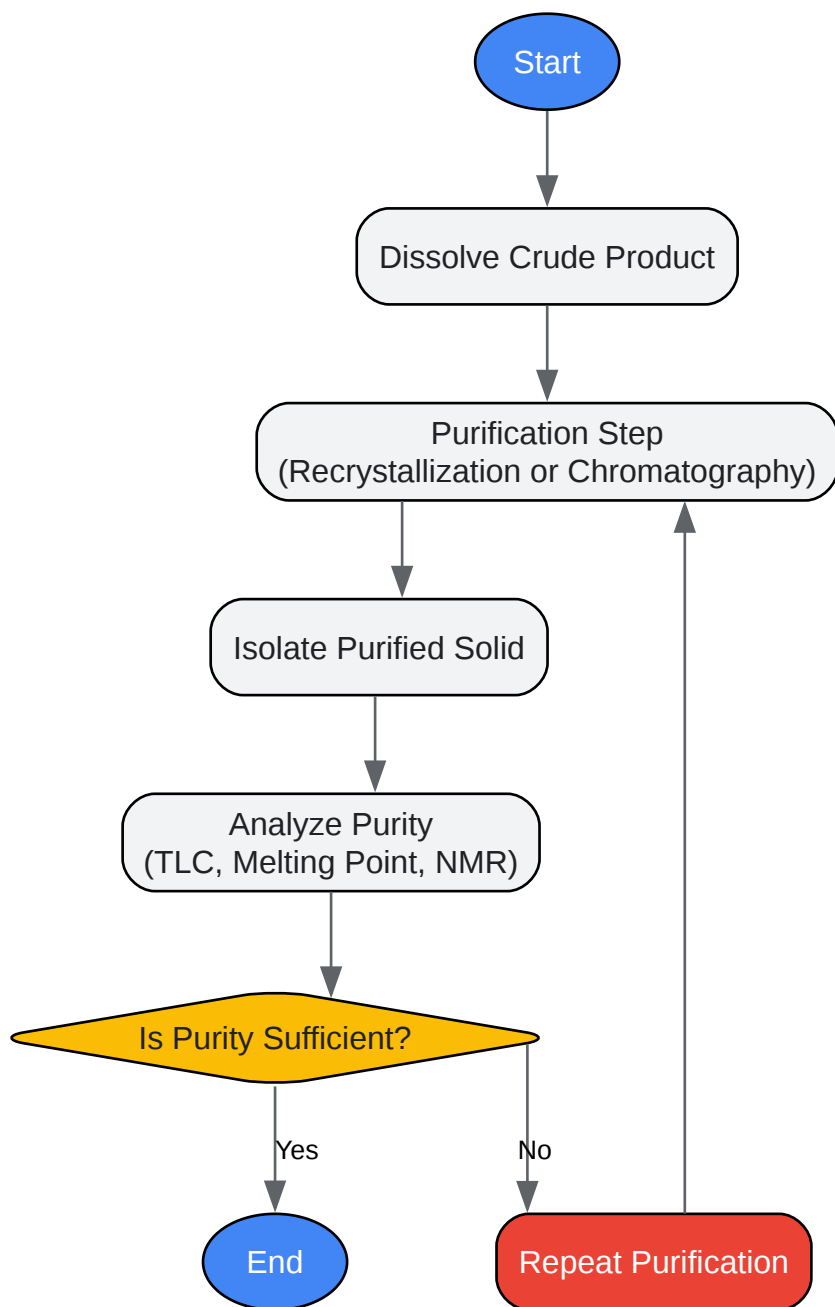 Start
Dissolve Crude Product
Purification Step
(Recrystallization or Chromatography)
Isolate Purified Solid
Analyze Purity
(TLC, Melting Point, NMR)
Is Purity Sufficient?
Yes
No
End
Repeat Purification